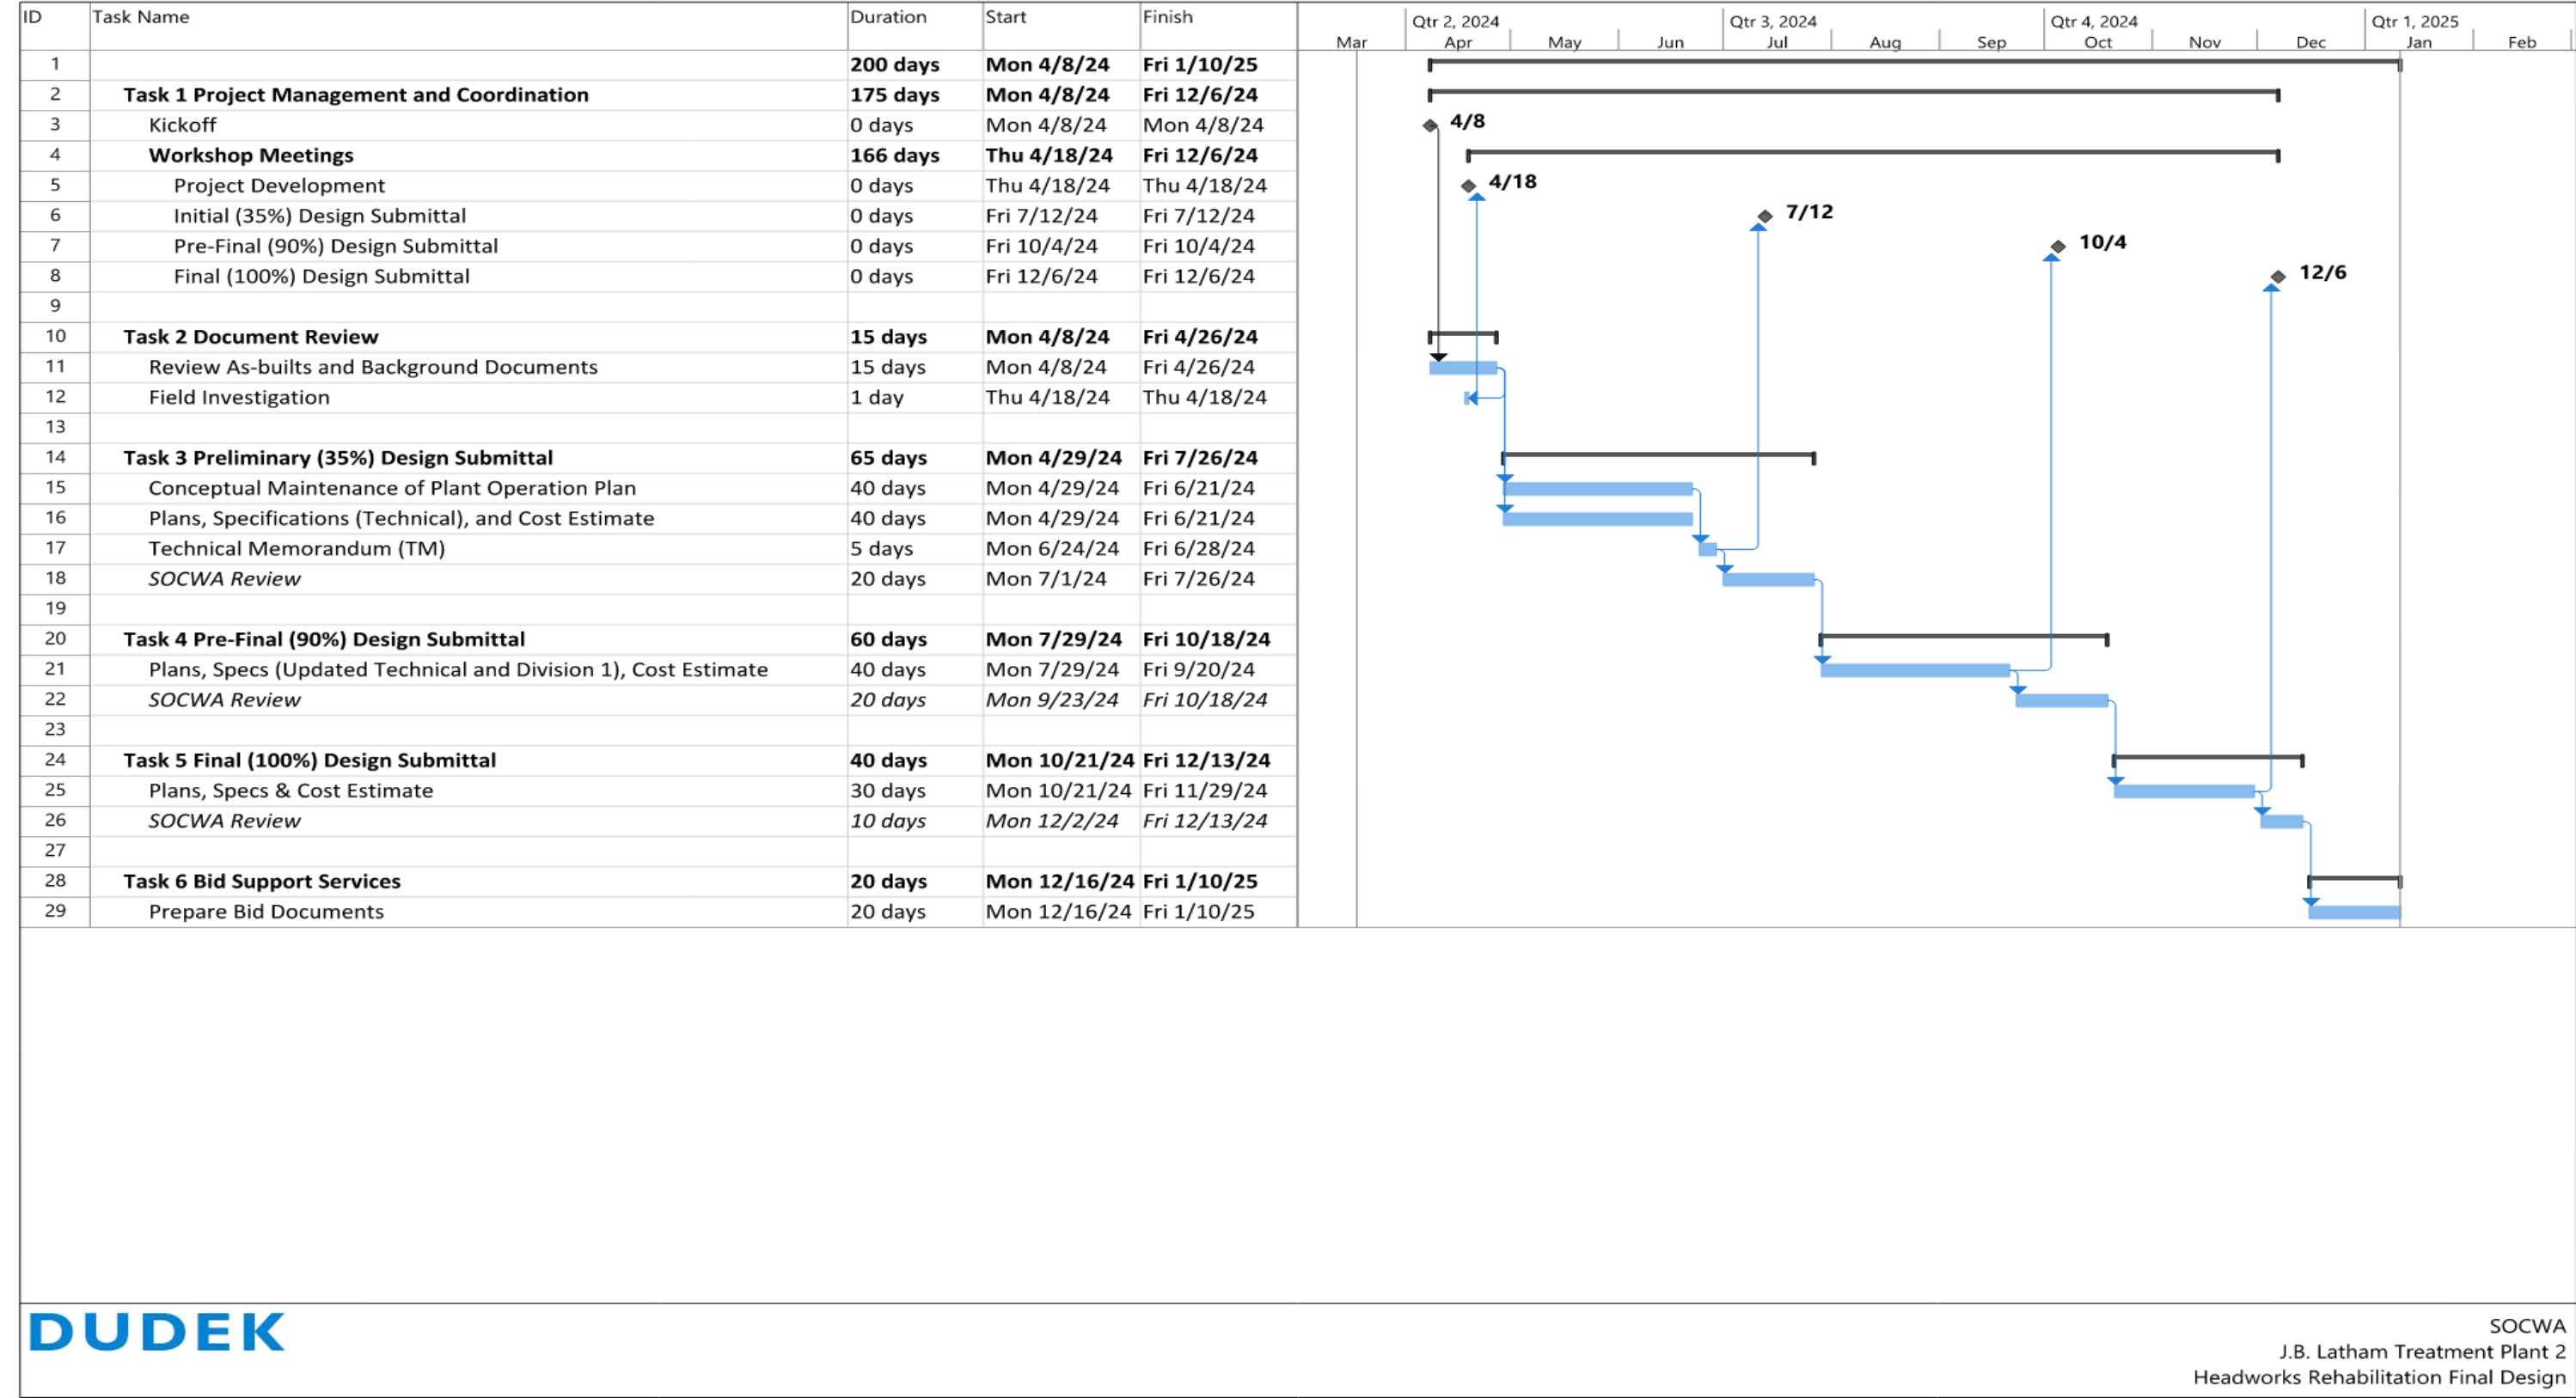 ID Task Name Duration Start Finish Qtr 2, 2024 Qtr 3, 2024 Qtr 4, 2024 Qtr 1, 2025
Mar Apr May Jun Jul Aug Sep Oct Nov Dec Jan Feb
1 200 days Mon 4/8/24 Fri 1/10/25
2 Task 1 Project Management and Coordination 175 days Mon 4/8/24 Fri 12/6/24
3 Kickoff 0 days Mon 4/8/24 Mon 4/8/24 4/8
4 Workshop Meetings 166 days Thu 4/18/24 Fri 12/6/24
5 Project Development 0 days Thu 4/18/24 Thu 4/18/24 4/18
6 Initial (35%) Design Submittal 0 days Fri 7/12/24 Fri 7/12/24 7/12
7 Pre-Final (90%) Design Submittal 0 days Fri 10/4/24 Fri 10/4/24 10/4
8 Final (100%) Design Submittal 0 days Fri 12/6/24 Fri 12/6/24 12/6
9
10 Task 2 Document Review 15 days Mon 4/8/24 Fri 4/26/24
11 Review As-builts and Background Documents 15 days Mon 4/8/24 Fri 4/26/24
12 Field Investigation 1 day Thu 4/18/24 Thu 4/18/24
13
14 Task 3 Preliminary (35%) Design Submittal 65 days Mon 4/29/24 Fri 7/26/24
15 Conceptual Maintenance of Plant Operation Plan 40 days Mon 4/29/24 Fri 6/21/24
16 Plans, Specifications (Technical), and Cost Estimate 40 days Mon 4/29/24 Fri 6/21/24
17 Technical Memorandum (TM) 5 days Mon 6/24/24 Fri 6/28/24
18 SOCWA Review 20 days Mon 7/1/24 Fri 7/26/24
19
20 Task 4 Pre-Final (90%) Design Submittal 60 days Mon 7/29/24 Fri 10/18/24
21 Plans, Specs (Updated Technical and Division 1), Cost Estimate 40 days Mon 7/29/24 Fri 9/20/24
22 SOCWA Review 20 days Mon 9/23/24 Fri 10/18/24
23
24 Task 5 Final (100%) Design Submittal 40 days Mon 10/21/24 Fri 12/13/24
25 Plans, Specs & Cost Estimate 30 days Mon 10/21/24 Fri 11/29/24
26 SOCWA Review 10 days Mon 12/2/24 Fri 12/13/24
27
28 Task 6 Bid Support Services 20 days Mon 12/16/24 Fri 1/10/25
29 Prepare Bid Documents 20 days Mon 12/16/24 Fri 1/10/25
DUDEK
SOCWA
J.B. Latham Treatment Plant 2
Headworks Rehabilitation Final Design